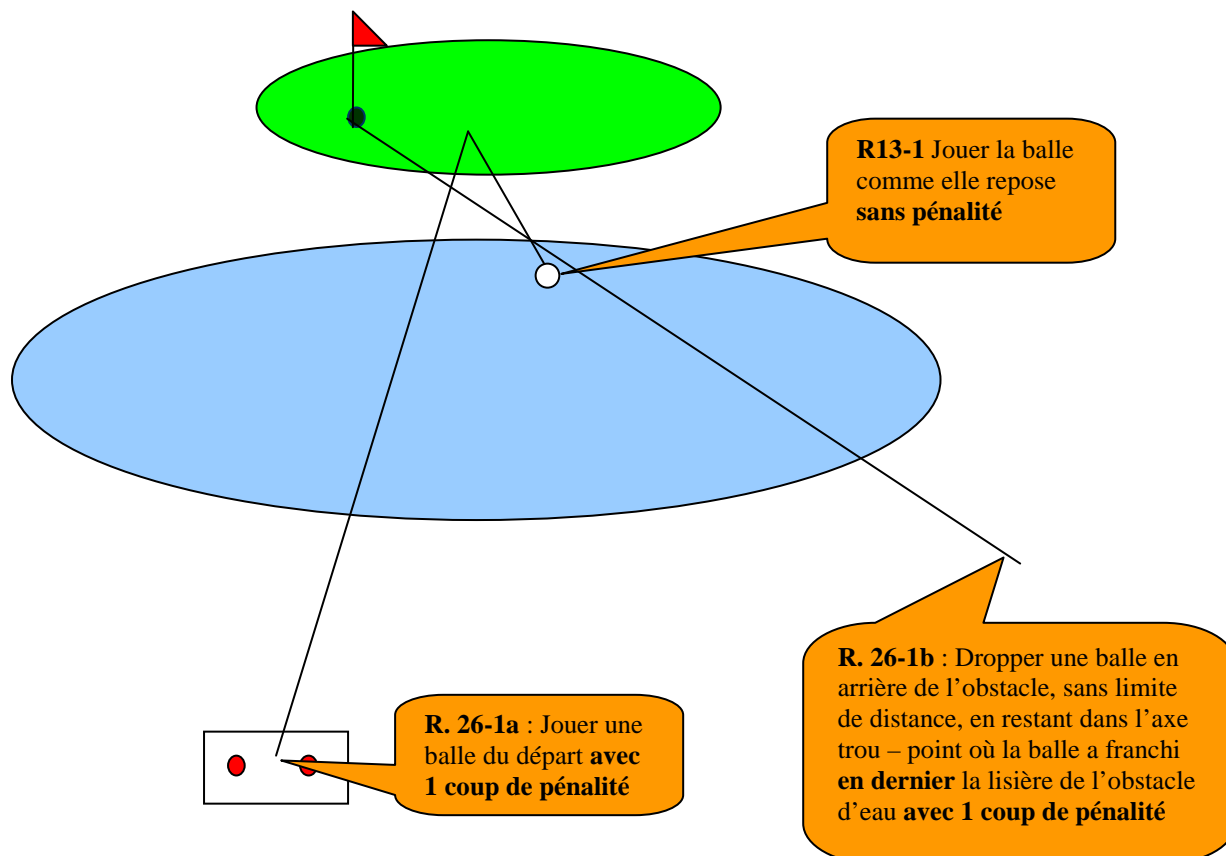 R13-1 Jouer la balle
comme elle repose
sans pénalité
R. 26-1a : Jouer une
balle du départ avec
1 coup de pénalité
R. 26-1b : Dropper une balle en
arrière de l’obstacle, sans limite
de distance, en restant dans l’axe
trou – point où la balle a franchi
en dernier la lisière de l’obstacle
d’eau avec 1 coup de pénalité